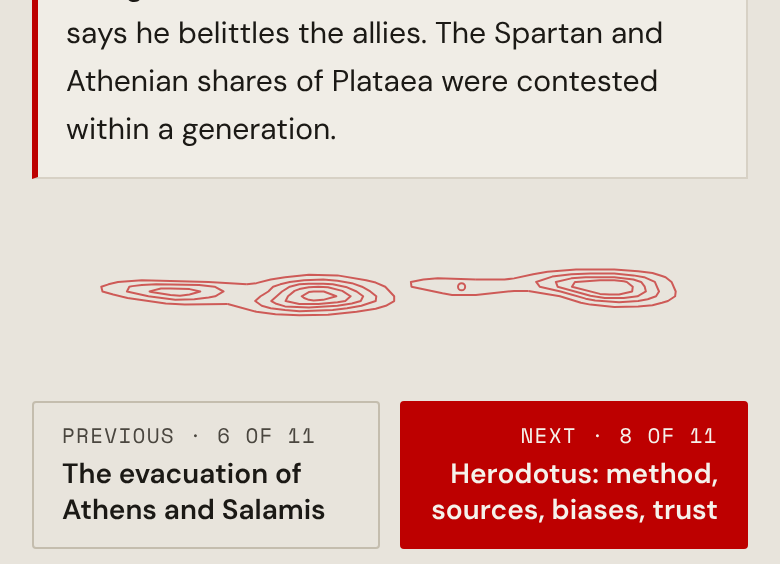 says he belittles the allies. The Spartan and
Athenian shares of Plataea were contested
within a generation.
PREVIOUS · 6 OF 11
The evacuation of
Athens and Salamis
NEXT · 8 OF 11
Herodotus: method,
sources, biases, trust